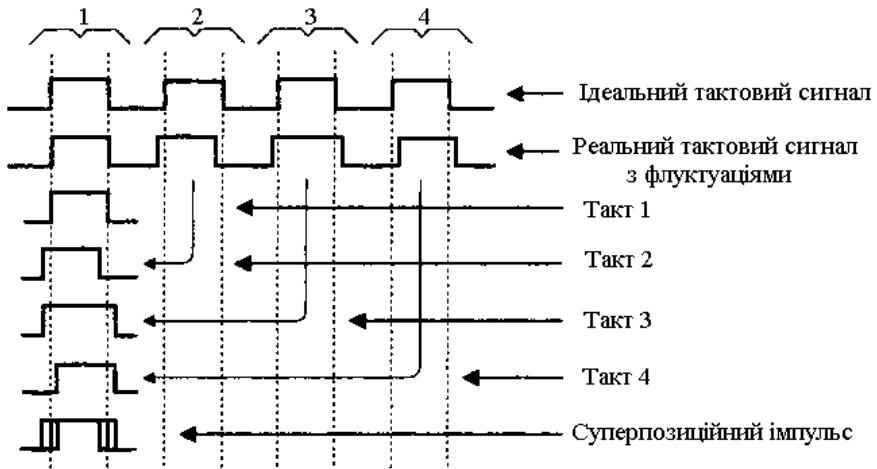 1 2 3 4
Ідеальний тактовий сигнал
Реальний тактовий сигнал
з флуктуаціями
Такт 1
Такт 2
Такт 3
Такт 4
Суперпозиційний імпульс